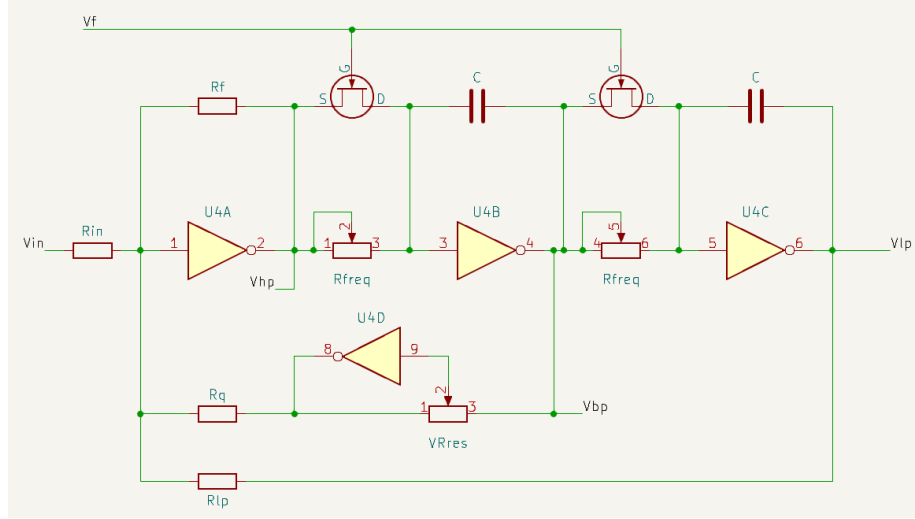 Vf
G
G
Rf
S
D
C
S
D
C
U4A
U4B
U4C
Vin
Rin
1
2
2
1
3
3
4
5
4
6
5
6
Vlp
Vhp
Rfreq
Rfreq
U4D
8
9
2
Rq
1
3
Vbp
VRres
Rlp